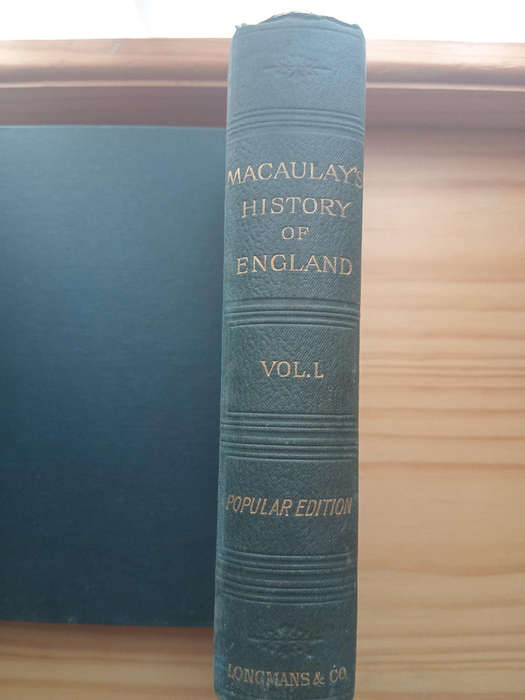 MACAULAY'S
HISTORY
OF
ENGLAND
VOL. I.
POPULAR EDITION
LONGMANS & CO.